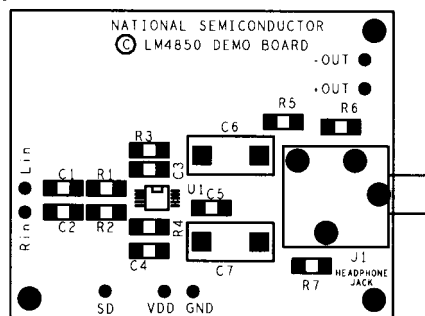 NATIONAL SEMICONDUCTOR
© LM4850 DEMO BOARD
-OUT
+OUT
R5
R6
C6
R3
C3
Lin
C1
R1
U1
C5
Rin
C2
R2
R4
C4
C7
J1
HEADPHONE
JACK
R7
SD
VDD
GND